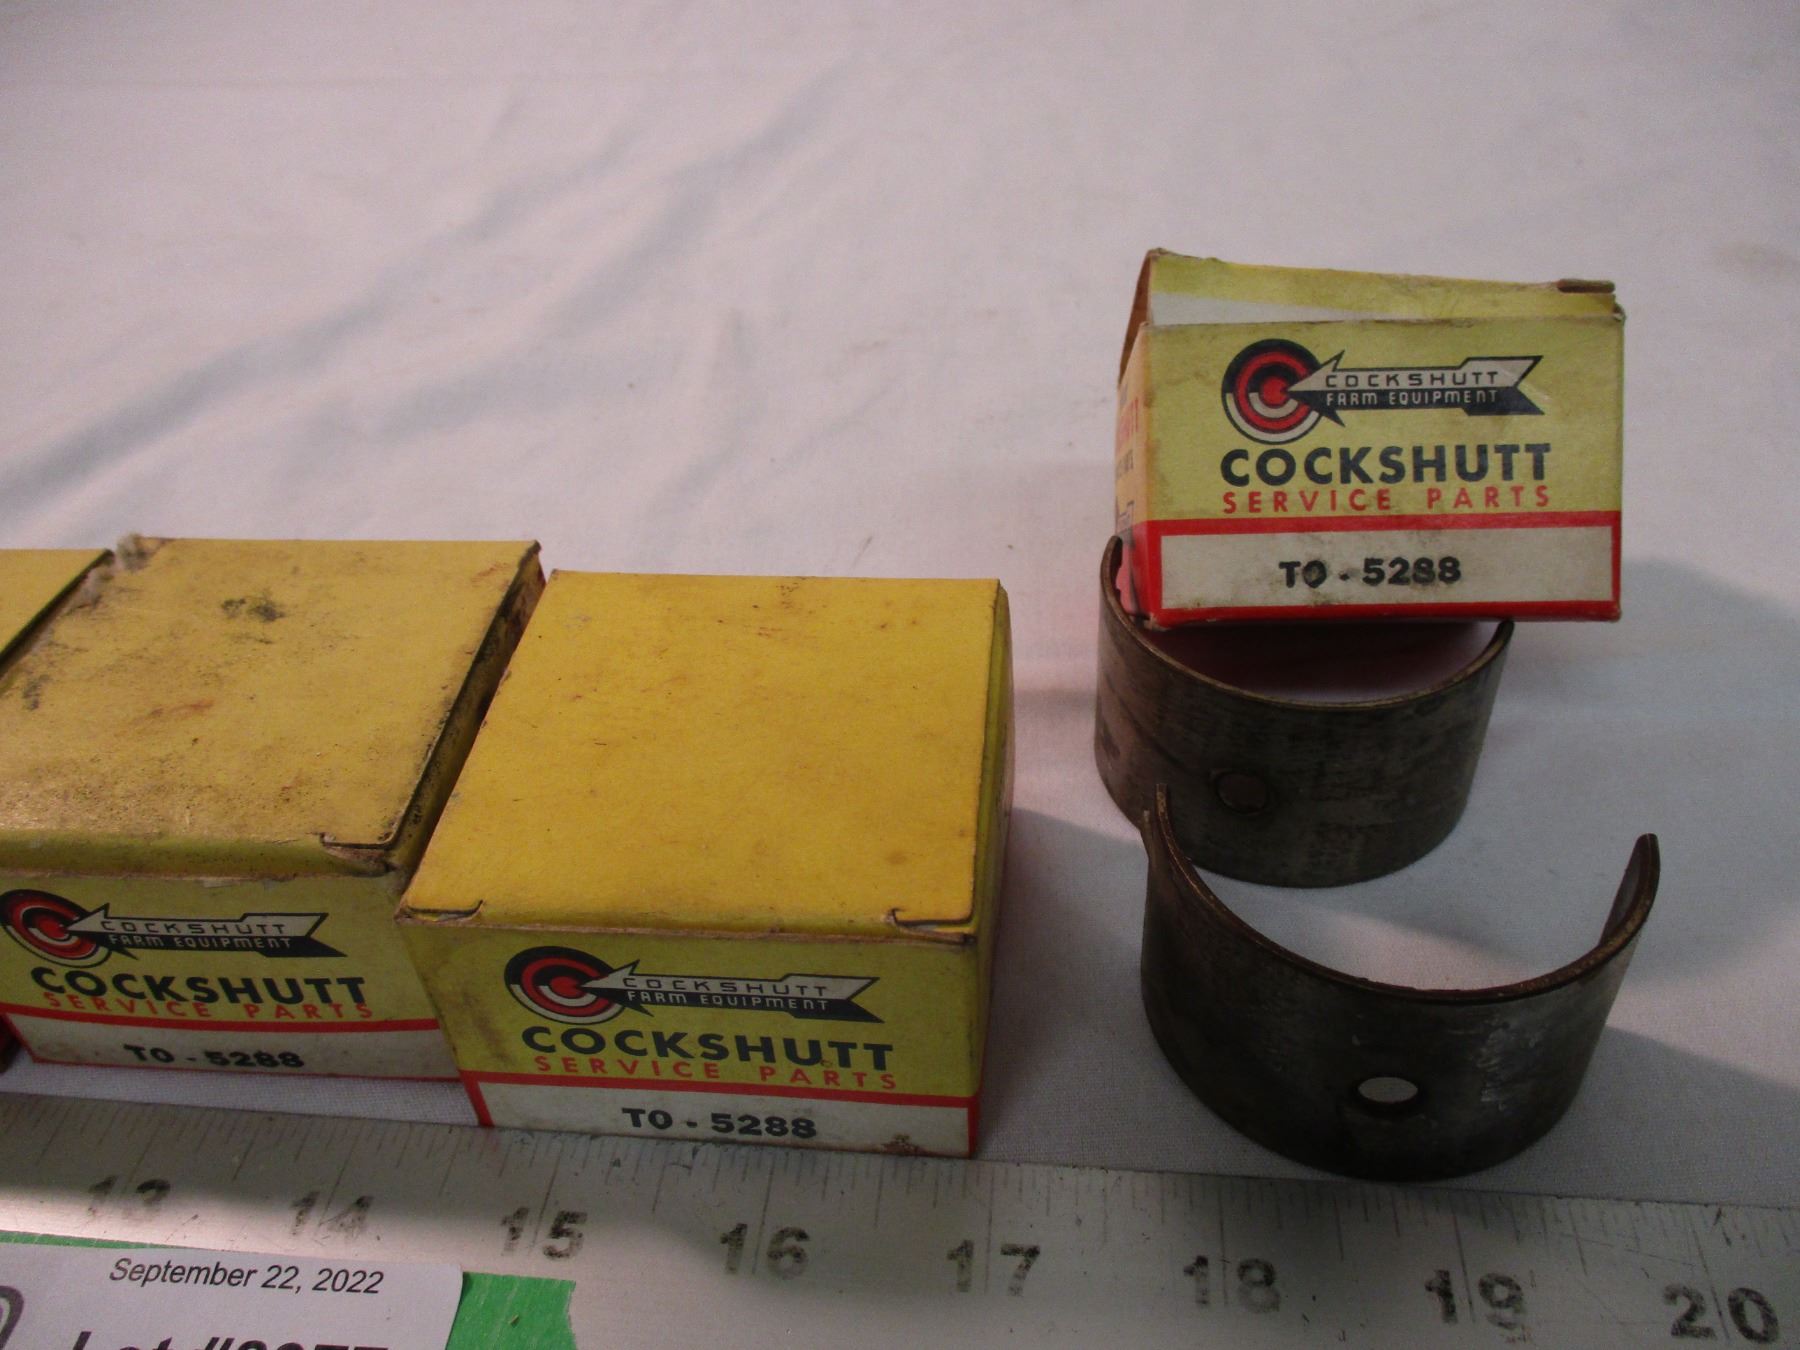 COCKSHUTT
FARM EQUIPMENT
COCKSHUTT
SERVICE PARTS
TO - 5288
COCKSHUTT
FARM EQUIPMENT
COCKSHUTT
SERVICE PARTS
TO - 5288
COCKSHUTT
FARM EQUIPMENT
COCKSHUTT
SERVICE PARTS
TO - 5288
13 14 15 16 17 18 19 20
September 22, 2022